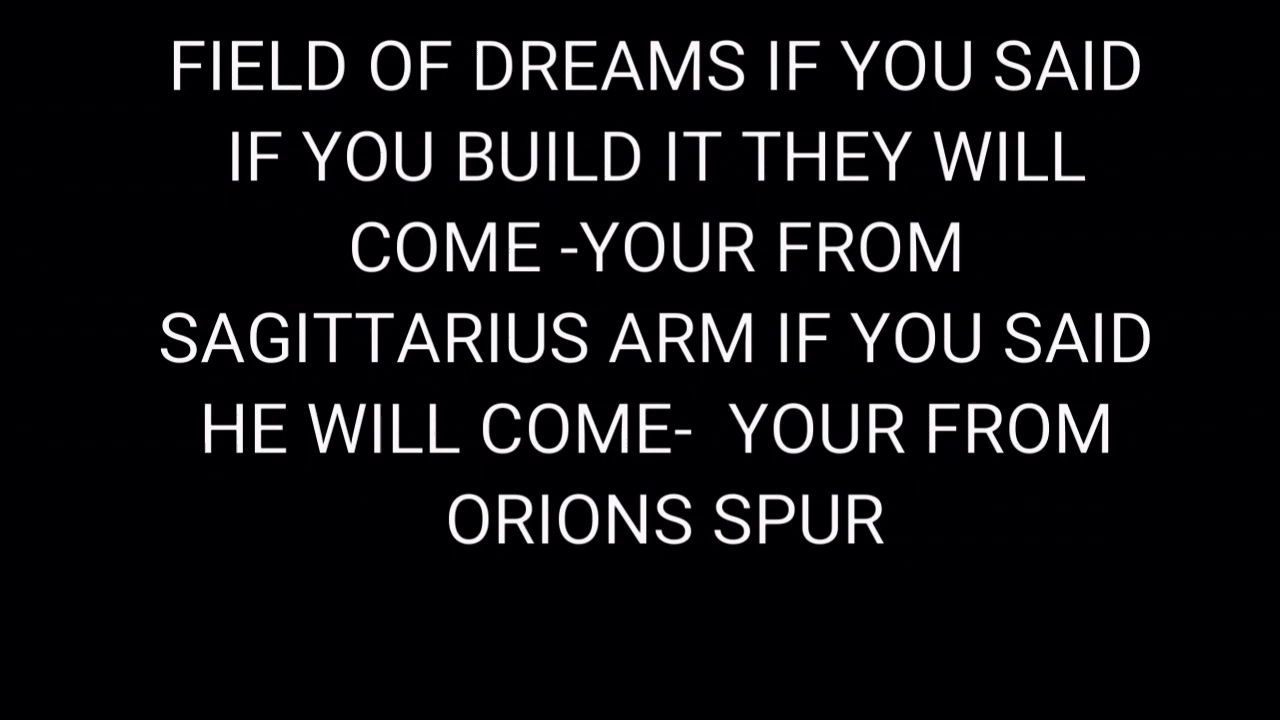 FIELD OF DREAMS IF YOU SAID
IF YOU BUILD IT THEY WILL
COME -YOUR FROM
SAGITTARIUS ARM IF YOU SAID
HE WILL COME-  YOUR FROM
ORIONS SPUR